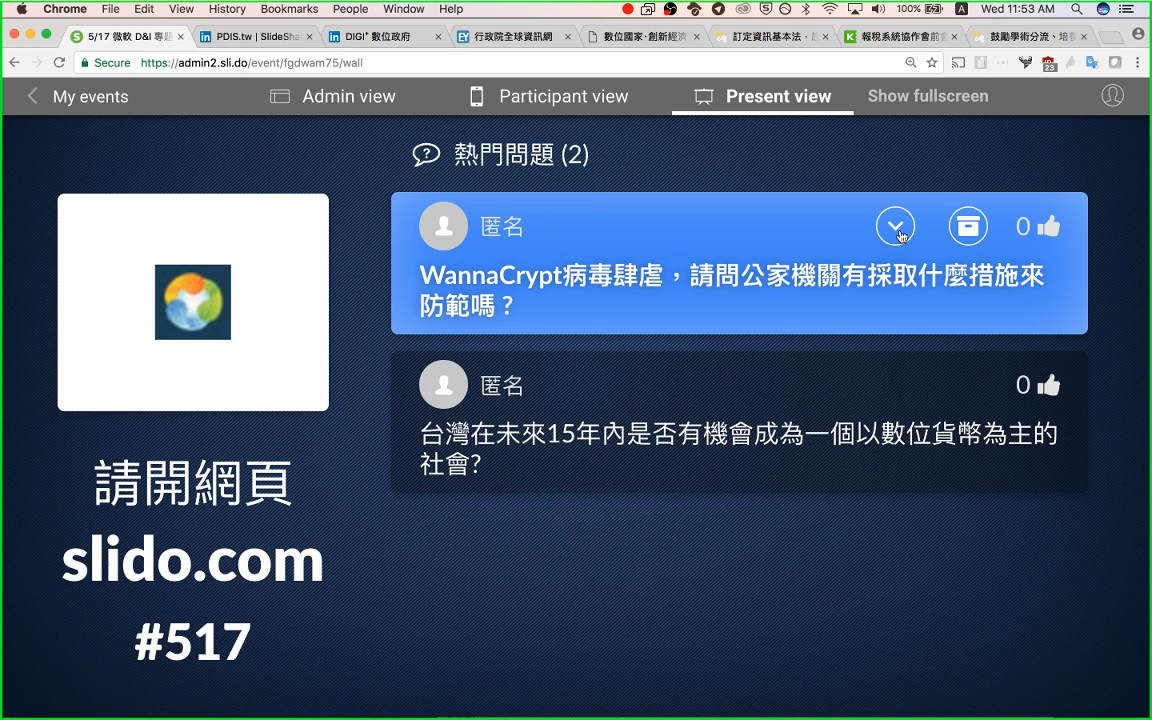 Chrome File Edit View History Bookmarks People Window Help 100% A Wed 11:53 AM
5/17 微軟 D&I 專題
PDIS.tw | SlideSha
DIGI⁺ 數位政府
行政院全球資訊網
數位國家‧創新經濟
訂定資訊基本法、
報稅系統協作會前會
鼓勵學術分流、培
Secure https://admin2.sli.do/event/fgdwam75/wall 23
My events Admin view Participant view Present view Show fullscreen
熱門問題 (2)
匿名 0
WannaCrypt病毒肆虐，請問公家機關有採取什麼措施來
防範嗎？
匿名 0
台灣在未來15年內是否有機會成為一個以數位貨幣為主的
社會?
請開網頁
slido.com
#517